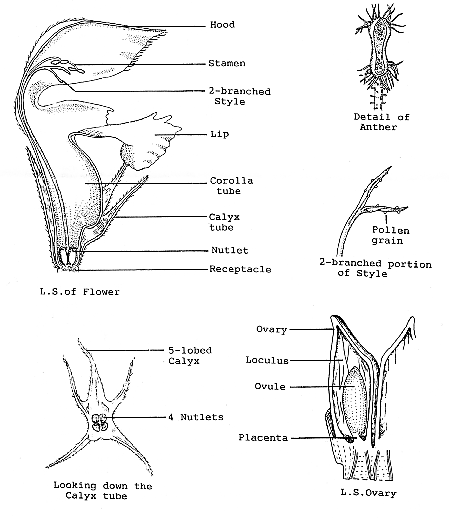 Hood
Stamen
2-branched
Style
Lip
Corolla
tube
Calyx
tube
Nutlet
Receptacle
L.S.of Flower
Detail of
Anther
Pollen
grain
2-branched portion
of Style
5-lobed
Calyx
4 Nutlets
Looking down the
Calyx tube
Ovary
Loculus
Ovule
Placenta
L.S.Ovary